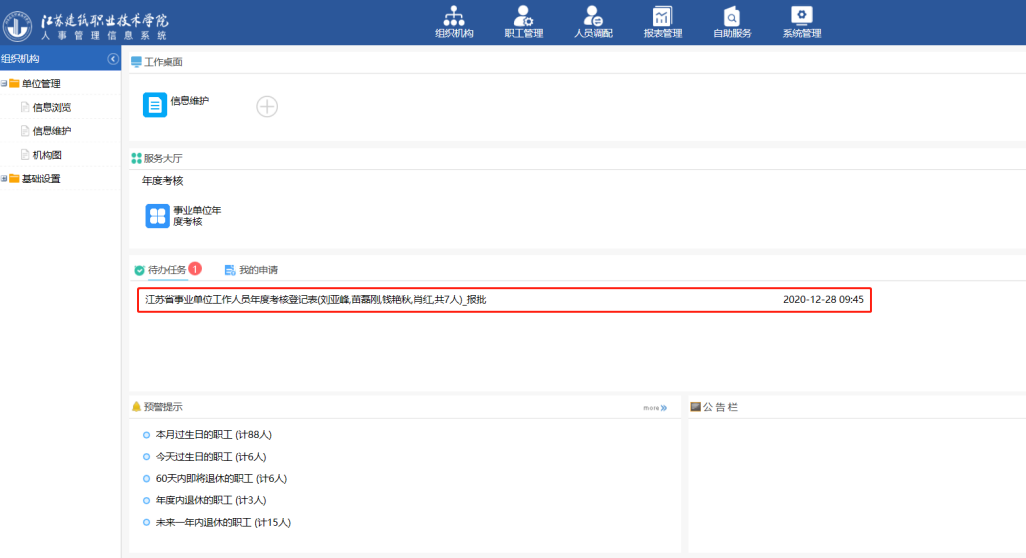 江苏建筑职业技术学院
人事管理信息系统
组织机构
职工管理
人员调配
报表管理
自助服务
系统管理
组织机构
单位管理
信息浏览
信息维护
机构图
基础设置
工作桌面
信息维护
服务大厅
年度考核
事业单位年
度考核
待办任务 1
我的申请
江苏省事业单位工作人员年度考核登记表(刘亚峰,苗磊刚,钱艳秋,肖红,共7人)_报批 2020-12-28 09:45
预警提示
more
本月过生日的职工 (计88人)
今天过生日的职工 (计6人)
60天内即将退休的职工 (计6人)
年度内退休的职工 (计3人)
未来一年内退休的职工 (计15人)
公告栏